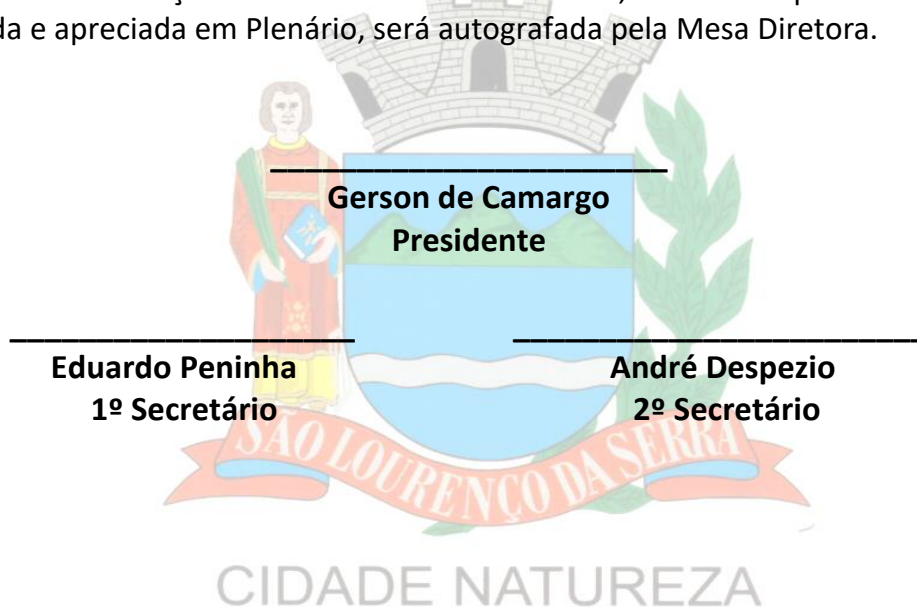 da e apreciada em Plenário, será autografada pela Mesa Diretora.
Gerson de Camargo
Presidente
Eduardo Peninha
1º Secretário
André Despezio
2º Secretário
SÃO LOURENÇO DA SERRA
CIDADE NATUREZA